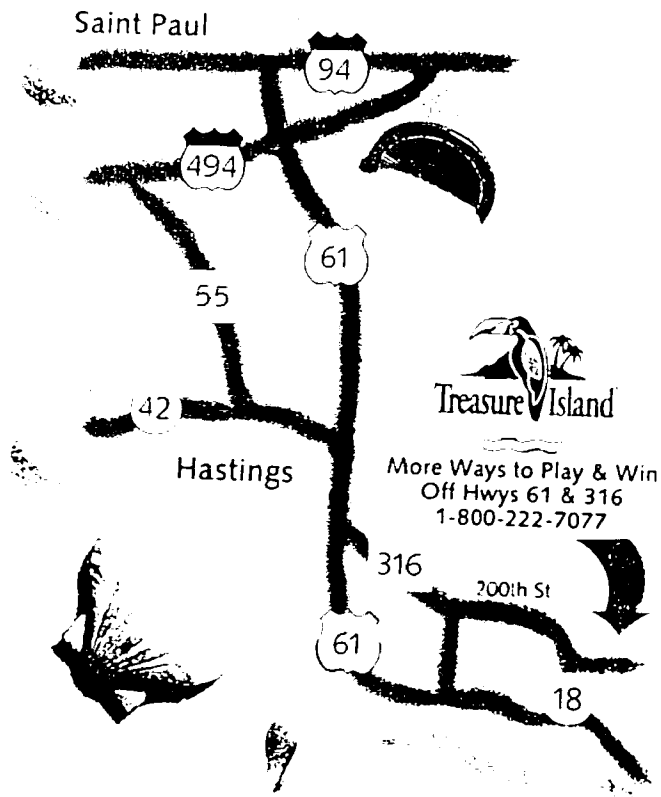 Saint Paul
94
494
61
55
Treasure Island
42
Hastings
More Ways to Play & Win
Off Hwys 61 & 316
1-800-222-7077
316
200th St
61
18